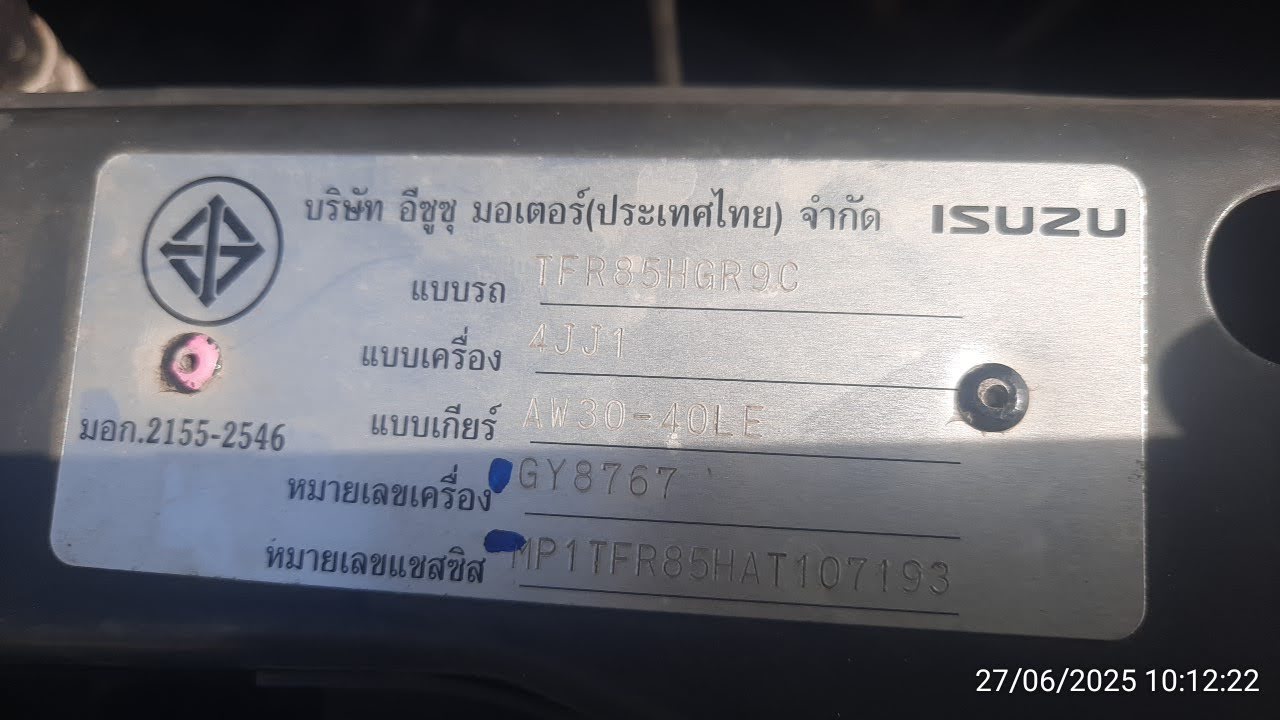 บริษัท อีซูซุ มอเตอร์(ประเทศไทย) จำกัด ISUZU
แบบรถ TFR85HGR9C
แบบเครื่อง 4JJ1
แบบเกียร์ AW30-40LE
มอก.2155-2546
หมายเลขเครื่อง GY8767
หมายเลขแชสซิส MP1TFR85HAT107193
27/06/2025 10:12:22